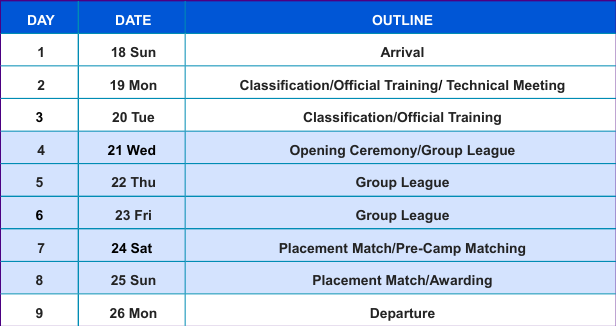 DAY DATE OUTLINE
1 18 Sun Arrival
2 19 Mon Classification/Official Training/ Technical Meeting
3 20 Tue Classification/Official Training
4 21 Wed Opening Ceremony/Group League
5 22 Thu Group League
6 23 Fri Group League
7 24 Sat Placement Match/Pre-Camp Matching
8 25 Sun Placement Match/Awarding
9 26 Mon Departure